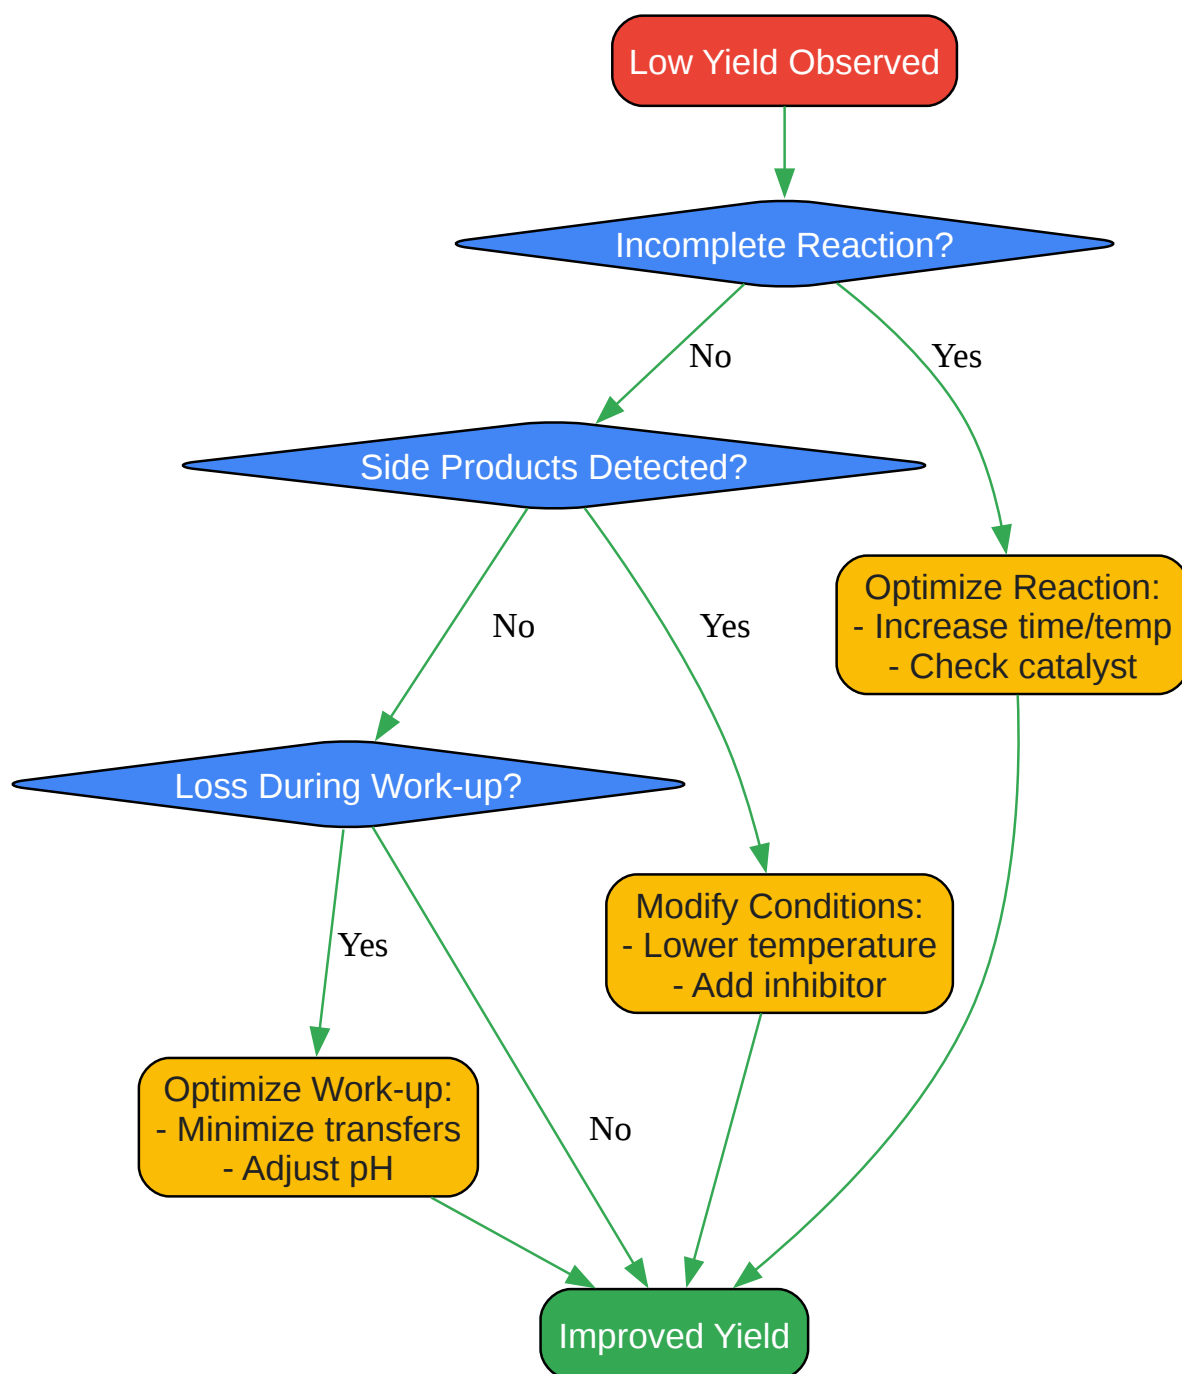 Low Yield Observed
Incomplete Reaction?
No
Yes
Side Products Detected?
Optimize Reaction:
- Increase time/temp
- Check catalyst
No
Yes
Loss During Work-up?
Modify Conditions:
- Lower temperature
- Add inhibitor
Yes
Optimize Work-up:
- Minimize transfers
- Adjust pH
No
Improved Yield